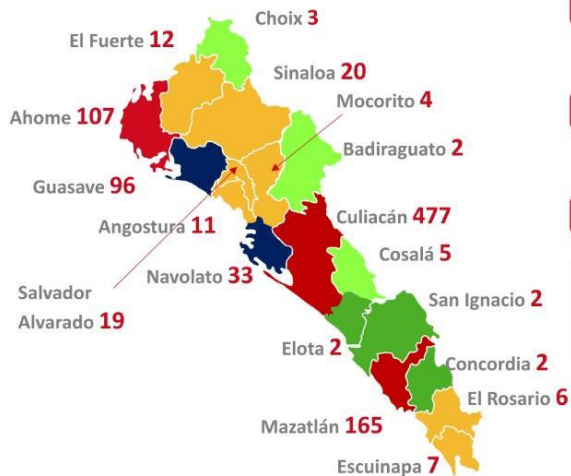 Choix 3
El Fuerte 12
Sinaloa 20
Mocorito 4
Ahome 107
Badiraguato 2
Guasave 96
Culiacán 477
Angostura 11
Cosalá 5
Navolato 33
Salvador
Alvarado 19
San Ignacio 2
Elota 2
Concordia 2
El Rosario 6
Mazatlán 165
Escuinapa 7